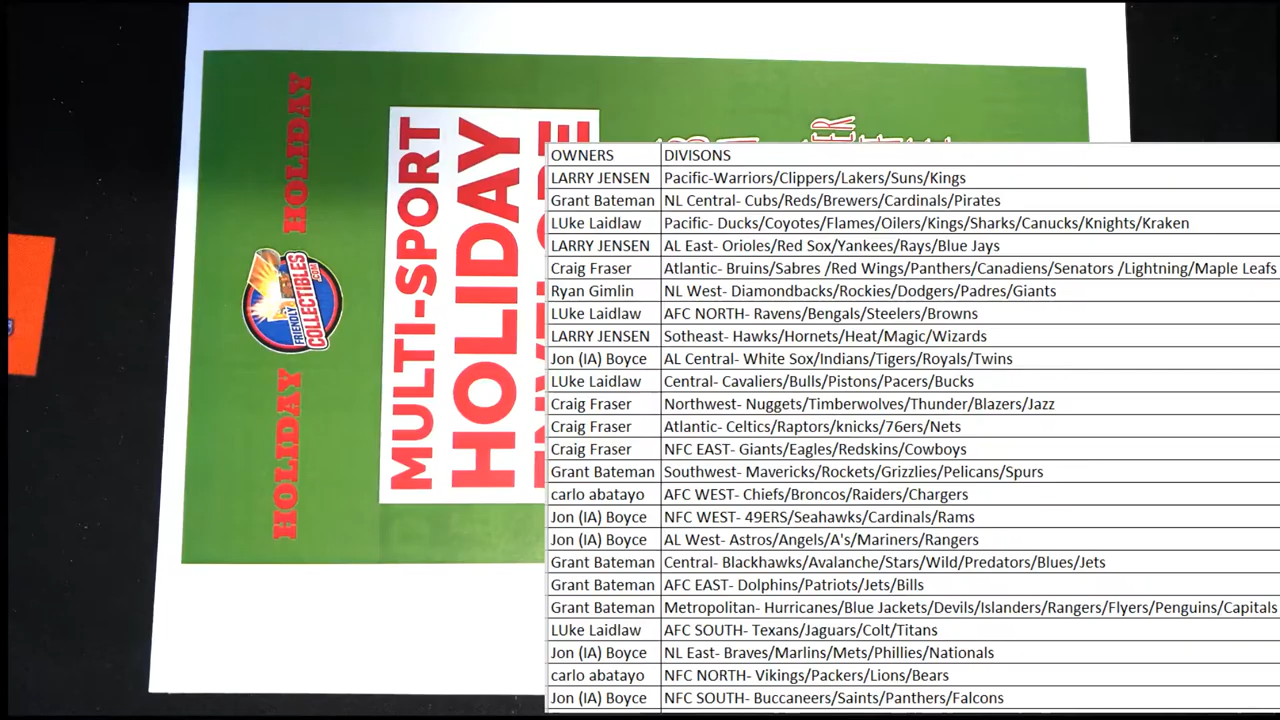 HOLIDAY
HOLIDAY
FRIENDLY
COLLECTIBLES
.COM
MULTI-SPORT
HOLIDAY
OWNERS DIVISONS
LARRY JENSEN Pacific-Warriors/Clippers/Lakers/Suns/Kings
Grant Bateman NL Central- Cubs/Reds/Brewers/Cardinals/Pirates
LUke Laidlaw Pacific- Ducks/Coyotes/Flames/Oilers/Kings/Sharks/Canucks/Knights/Kraken
LARRY JENSEN AL East- Orioles/Red Sox/Yankees/Rays/Blue Jays
Craig Fraser Atlantic- Bruins/Sabres /Red Wings/Panthers/Canadiens/Senators /Lightning/Maple Leafs
Ryan Gimlin NL West- Diamondbacks/Rockies/Dodgers/Padres/Giants
LUke Laidlaw AFC NORTH- Ravens/Bengals/Steelers/Browns
LARRY JENSEN Sotheast- Hawks/Hornets/Heat/Magic/Wizards
Jon (IA) Boyce AL Central- White Sox/Indians/Tigers/Royals/Twins
LUke Laidlaw Central- Cavaliers/Bulls/Pistons/Pacers/Bucks
Craig Fraser Northwest- Nuggets/Timberwolves/Thunder/Blazers/Jazz
Craig Fraser Atlantic- Celtics/Raptors/knicks/76ers/Nets
Craig Fraser NFC EAST- Giants/Eagles/Redskins/Cowboys
Grant Bateman Southwest- Mavericks/Rockets/Grizzlies/Pelicans/Spurs
carlo abatayo AFC WEST- Chiefs/Broncos/Raiders/Chargers
Jon (IA) Boyce NFC WEST- 49ERS/Seahawks/Cardinals/Rams
Jon (IA) Boyce AL West- Astros/Angels/A's/Mariners/Rangers
Grant Bateman Central- Blackhawks/Avalanche/Stars/Wild/Predators/Blues/Jets
Grant Bateman AFC EAST- Dolphins/Patriots/Jets/Bills
Grant Bateman Metropolitan- Hurricanes/Blue Jackets/Devils/Islanders/Rangers/Flyers/Penguins/Capitals
LUke Laidlaw AFC SOUTH- Texans/Jaguars/Colt/Titans
Jon (IA) Boyce NL East- Braves/Marlins/Mets/Phillies/Nationals
carlo abatayo NFC NORTH- Vikings/Packers/Lions/Bears
Jon (IA) Boyce NFC SOUTH- Buccaneers/Saints/Panthers/Falcons